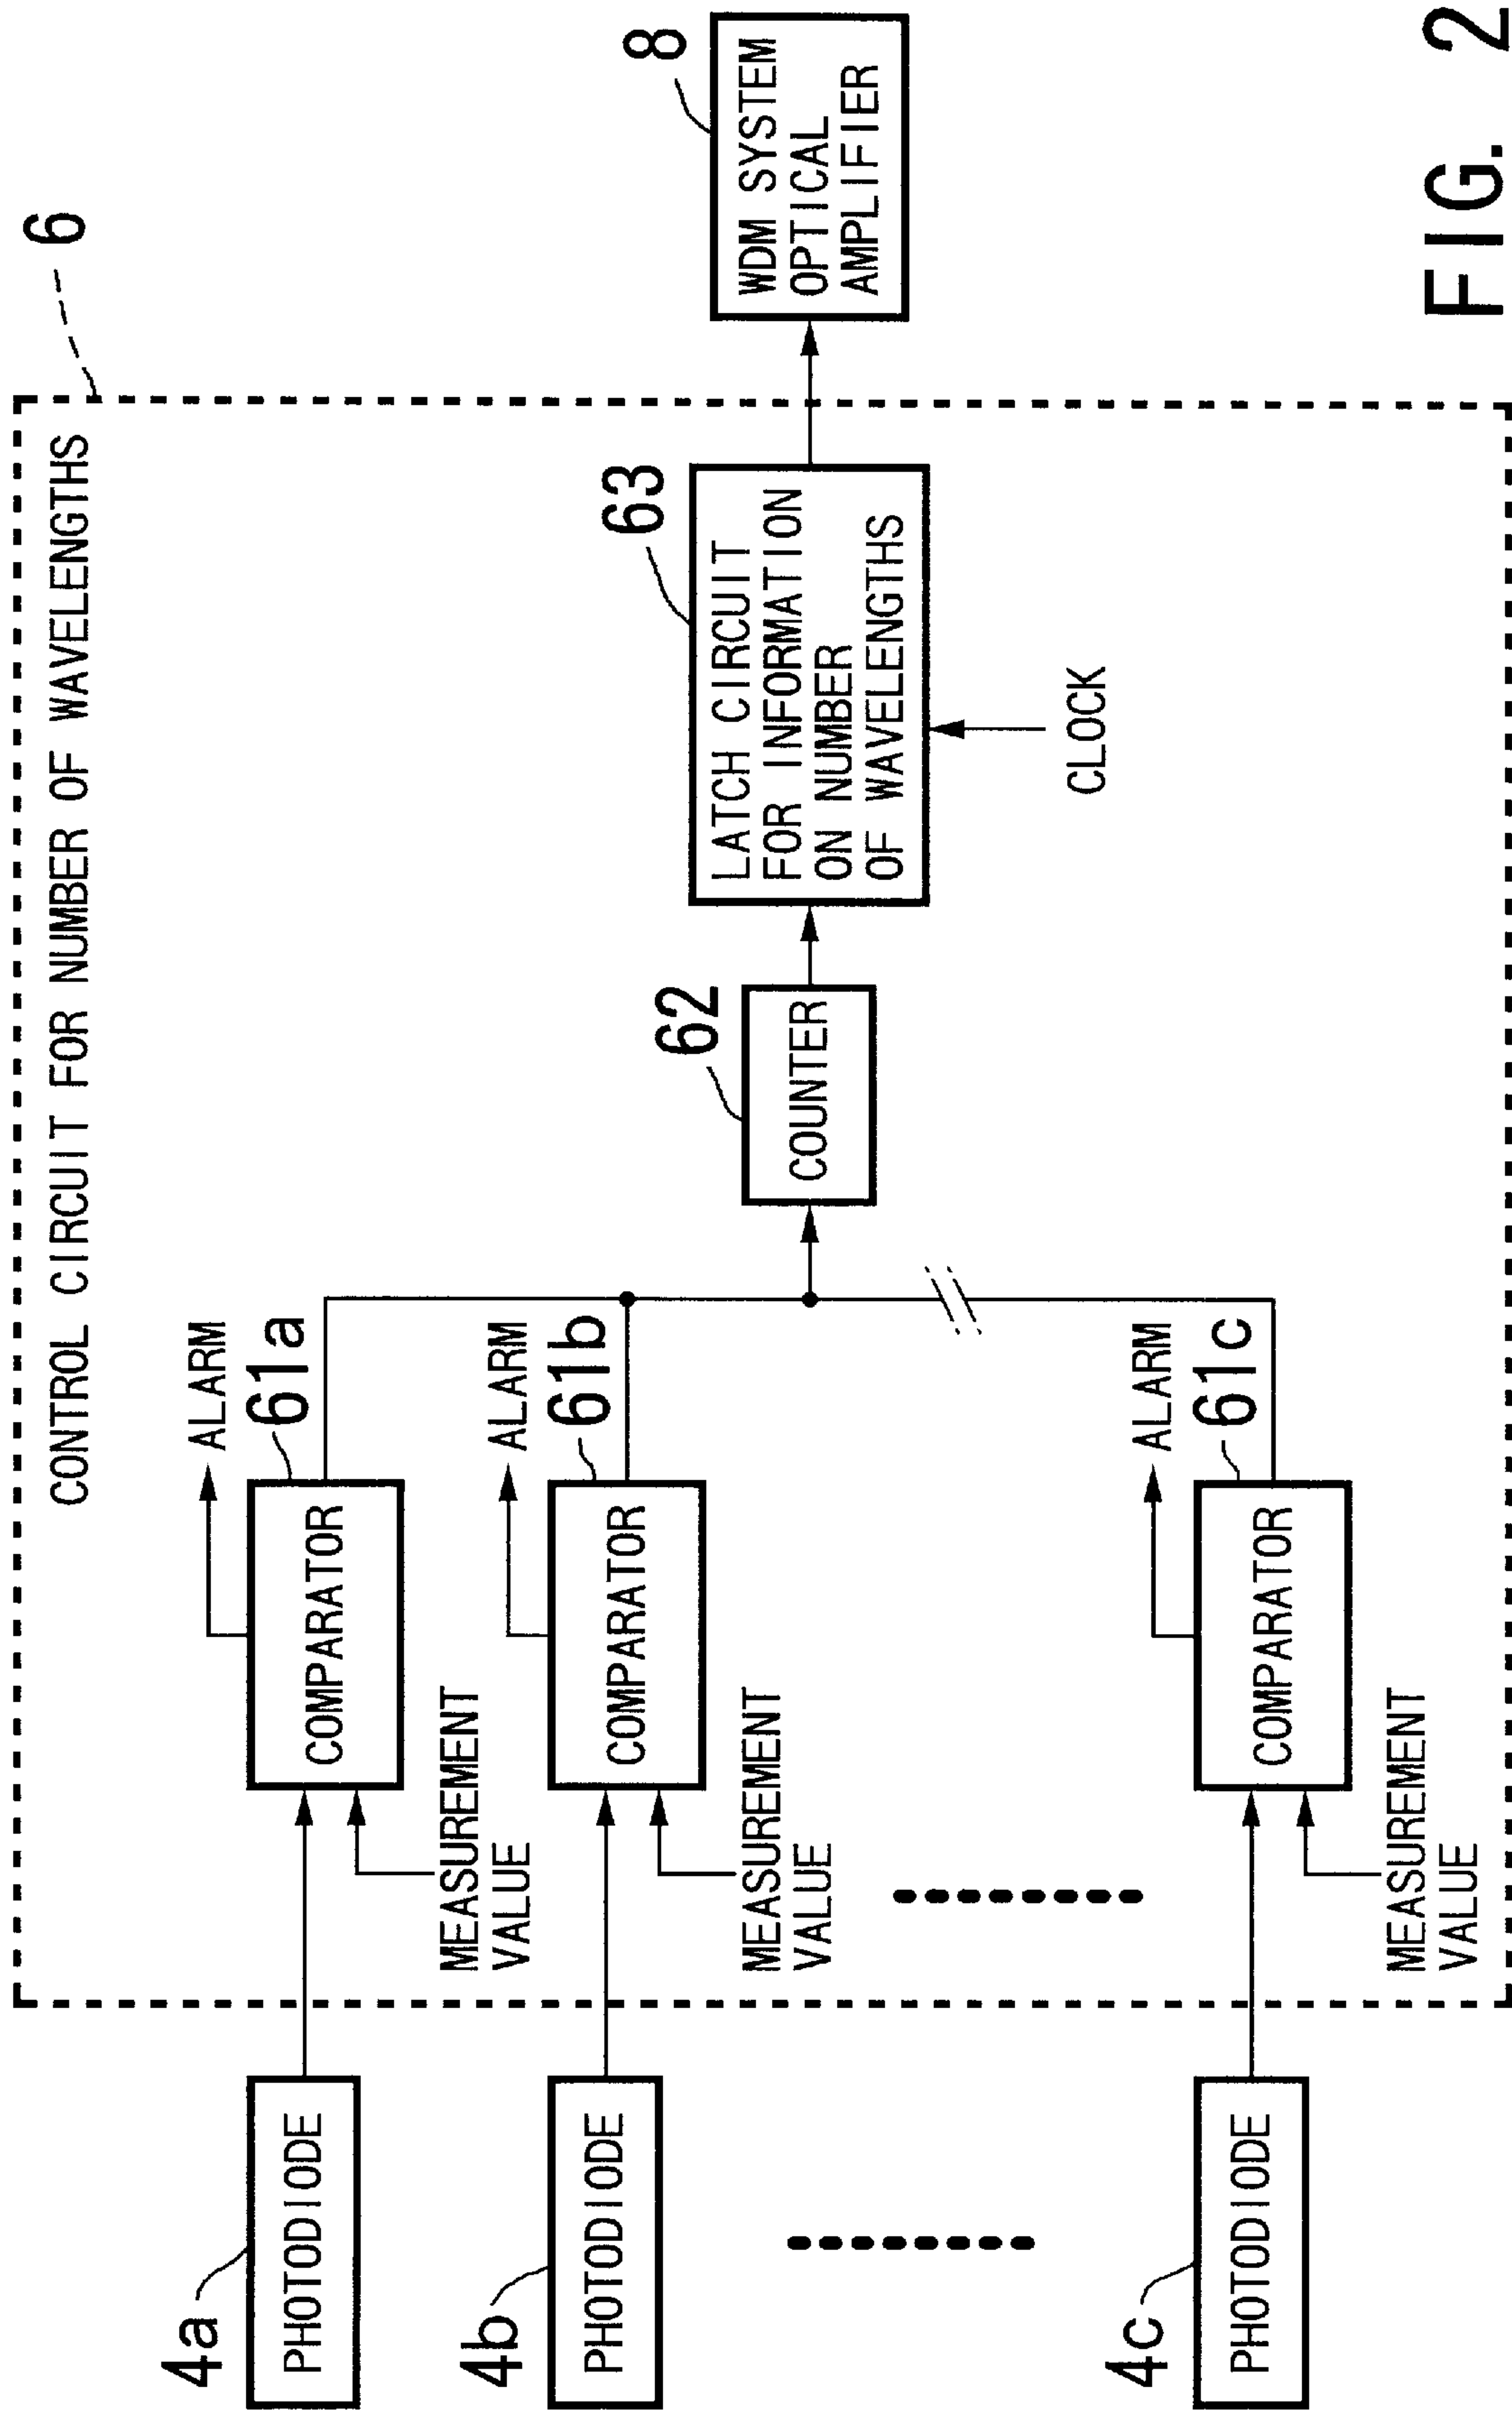 CONTROL CIRCUIT FOR NUMBER OF WAVELENGTHS
6
4a
PHOTODIODE
COMPARATOR
61a
ALARM
MEASUREMENT
VALUE
4b
PHOTODIODE
COMPARATOR
61b
ALARM
MEASUREMENT
VALUE
4c
PHOTODIODE
COMPARATOR
61c
ALARM
MEASUREMENT
VALUE
62
COUNTER
63
LATCH CIRCUIT
FOR INFORMATION
ON NUMBER
OF WAVELENGTHS
CLOCK
8
WDM SYSTEM
OPTICAL
AMPLIFIER
FIG. 2